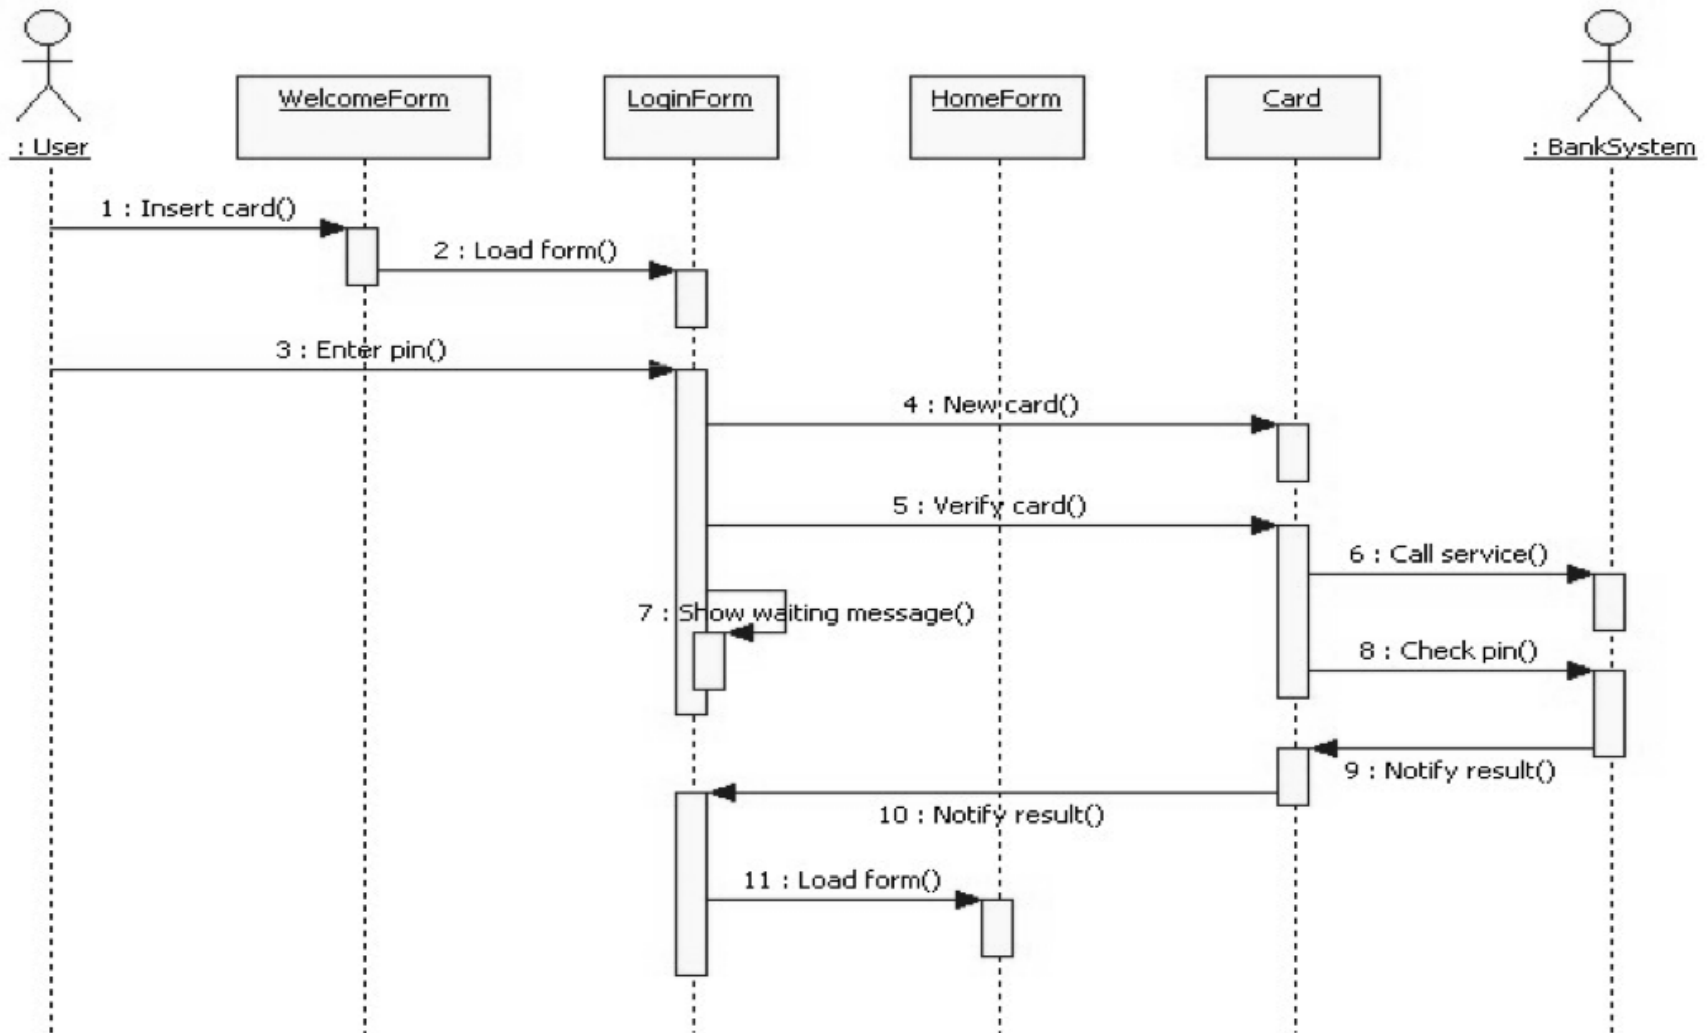 WelcomeForm
LoginForm
HomeForm
Card
: User
: BankSystem
1 : Insert card()
2 : Load form()
3 : Enter pin()
4 : New card()
5 : Verify card()
6 : Call service()
7 : Show waiting message()
8 : Check pin()
9 : Notify result()
10 : Notify result()
11 : Load form()